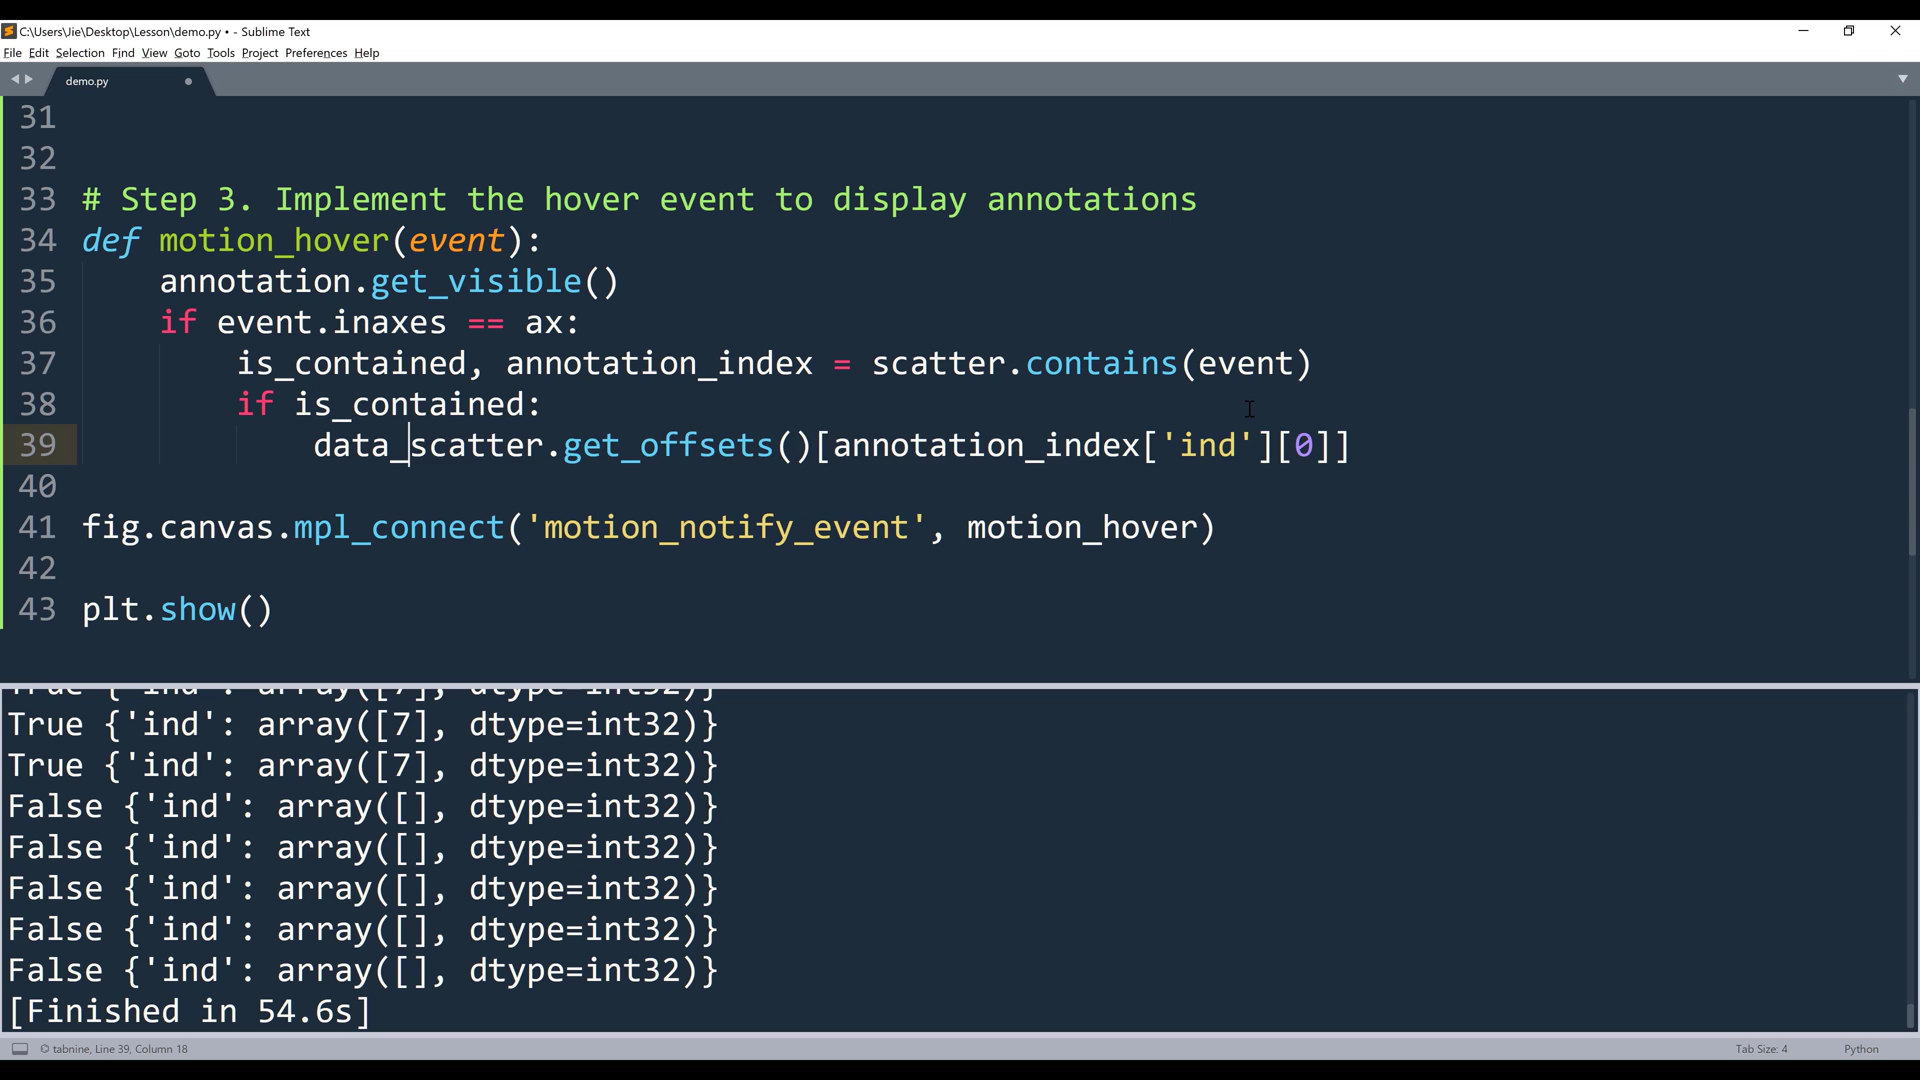 C:\Users\Jie\Desktop\Lesson\demo.py • - Sublime Text
File Edit Selection Find View Goto Tools Project Preferences Help
demo.py
31
32
33 # Step 3. Implement the hover event to display annotations
34 def motion_hover(event):
35 annotation.get_visible()
36 if event.inaxes == ax:
37 is_contained, annotation_index = scatter.contains(event)
38 if is_contained:
39 data_scatter.get_offsets()[annotation_index['ind'][0]]
40
41 fig.canvas.mpl_connect('motion_notify_event', motion_hover)
42
43 plt.show()
True {'ind': array([7], dtype=int32)}
True {'ind': array([7], dtype=int32)}
True {'ind': array([7], dtype=int32)}
False {'ind': array([], dtype=int32)}
False {'ind': array([], dtype=int32)}
False {'ind': array([], dtype=int32)}
False {'ind': array([], dtype=int32)}
False {'ind': array([], dtype=int32)}
[Finished in 54.6s]
tabnine, Line 39, Column 18
Tab Size: 4
Python